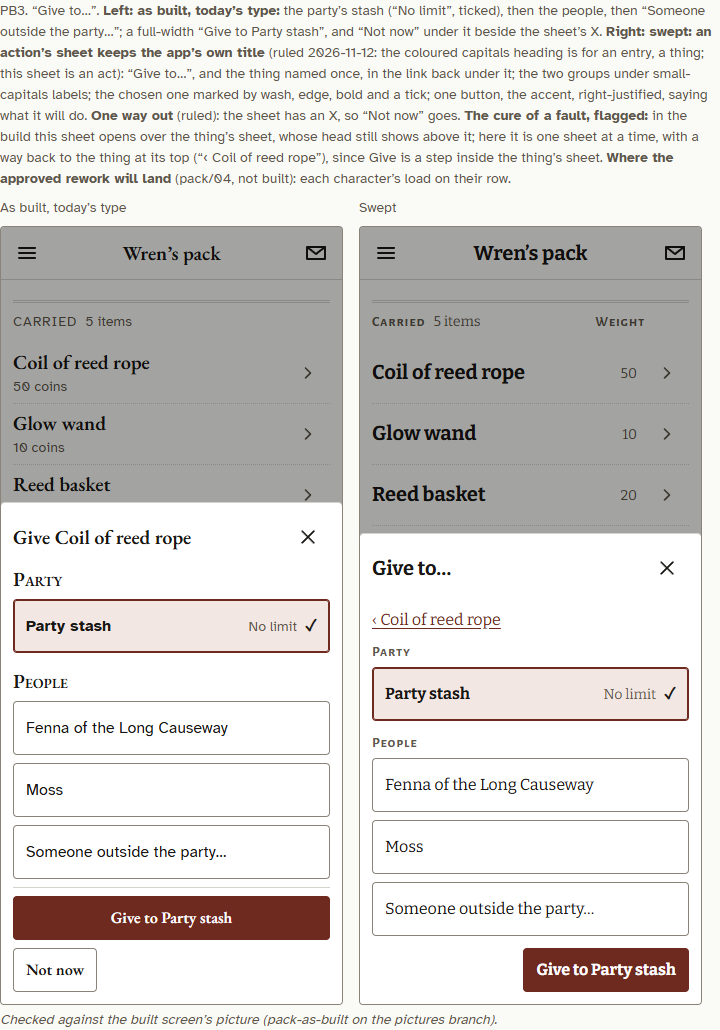 PB3. “Give to…”. Left: as built, today’s type: the party’s stash (“No limit”, ticked), then the people, then “Someone
outside the party…”; a full-width “Give to Party stash”, and “Not now” under it beside the sheet’s X. Right: swept: an
action’s sheet keeps the app’s own title (ruled 2026-11-12: the coloured capitals heading is for an entry, a thing;
this sheet is an act): “Give to…”, and the thing named once, in the link back under it; the two groups under small-
capitals labels; the chosen one marked by wash, edge, bold and a tick; one button, the accent, right-justified, saying
what it will do. One way out (ruled): the sheet has an X, so “Not now” goes. The cure of a fault, flagged: in
the build this sheet opens over the thing’s sheet, whose head still shows above it; here it is one sheet at a time, with a
way back to the thing at its top (“‹ Coil of reed rope”), since Give is a step inside the thing’s sheet. Where the
approved rework will land (pack/04, not built): each character’s load on their row.
As built, today’s type
Wren’s pack
CARRIED 5 items
Coil of reed rope
50 coins
Glow wand
10 coins
Reed basket
Give Coil of reed rope
Party
Party stash No limit ✓
People
Fenna of the Long Causeway
Moss
Someone outside the party…
Give to Party stash
Not now
Swept
Wren’s pack
Carried 5 items Weight
Coil of reed rope 50
Glow wand 10
Reed basket 20
Give to…
‹ Coil of reed rope
Party
Party stash No limit ✓
People
Fenna of the Long Causeway
Moss
Someone outside the party…
Give to Party stash
Checked against the built screen’s picture (pack-as-built on the pictures branch).